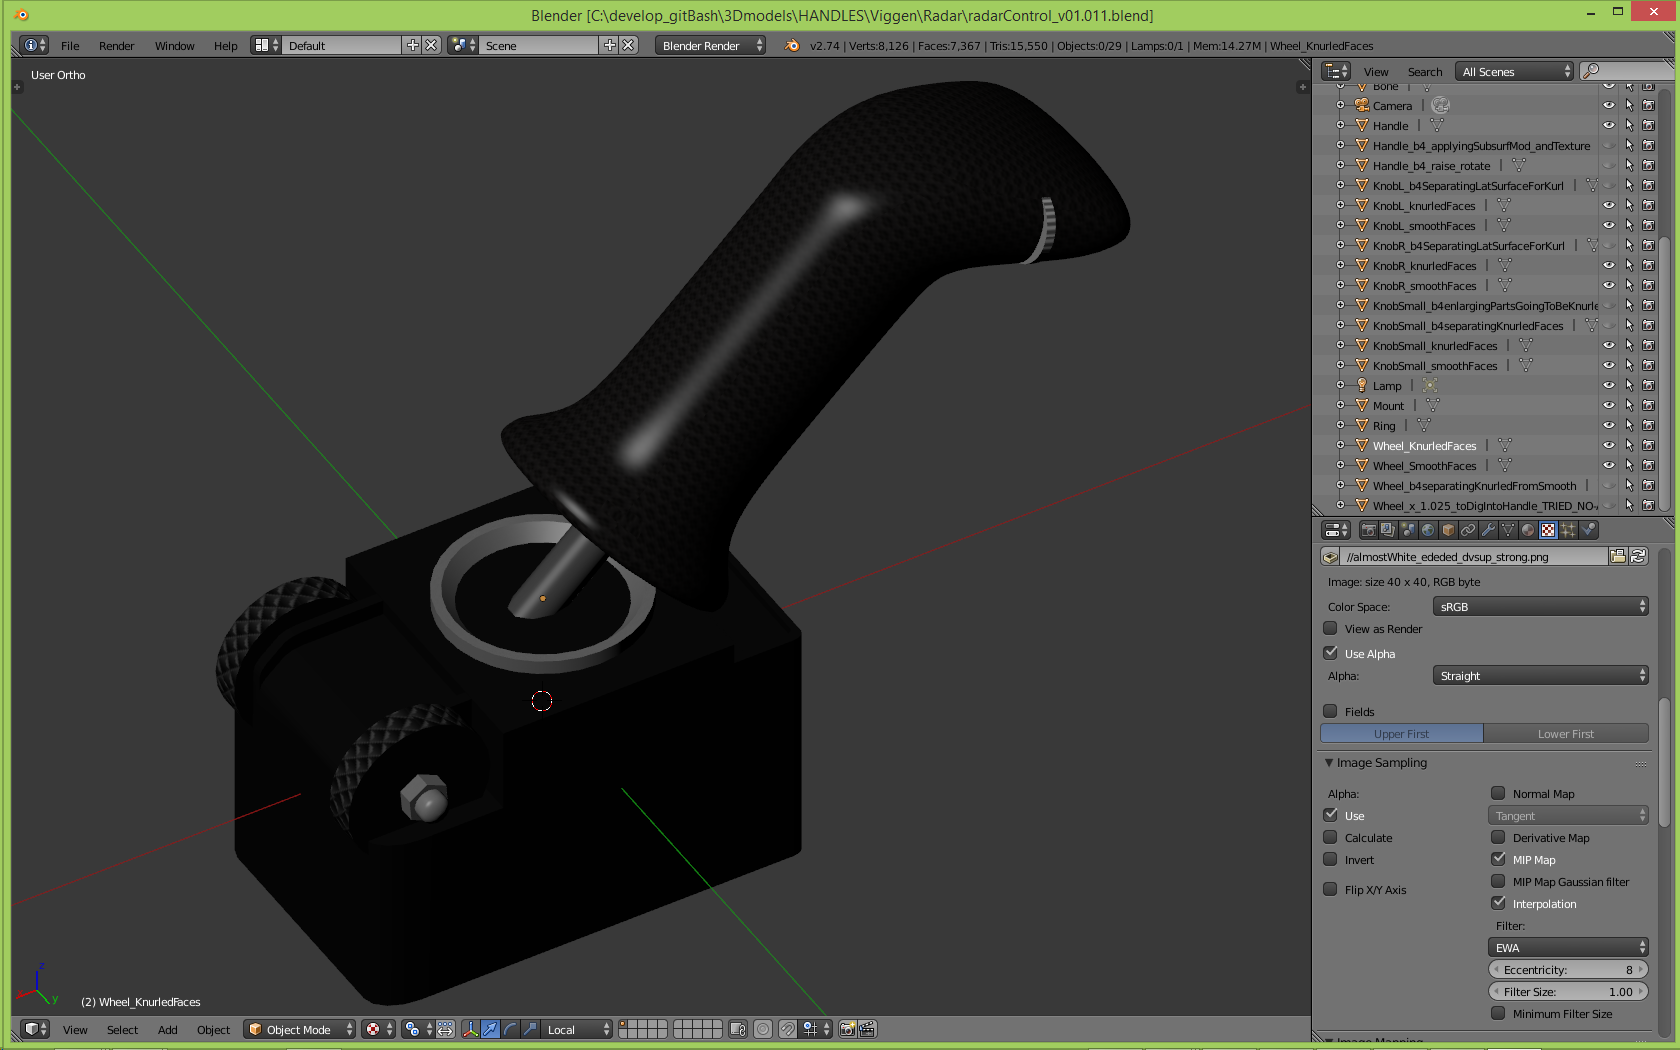 Blender [C:\develop_gitBash\3Dmodels\HANDLES\Viggen\Radar\radarControl_v01.011.blend]
File Render Window Help Default Scene Blender Render v2.74 | Verts:8,126 | Faces:7,367 | Tris:15,550 | Objects:0/29 | Lamps:0/1 | Mem:14.27M | Wheel_KnurledFaces
User Ortho
View Search All Scenes
Bone
Camera
Handle
Handle_b4_applyingSubsurfMod_andTexture
Handle_b4_raise_rotate
KnobL_b4SeparatingLatSurfaceForKurl
KnobL_knurledFaces
KnobL_smoothFaces
KnobR_b4SeparatingLatSurfaceForKurl
KnobR_knurledFaces
KnobR_smoothFaces
KnobSmall_b4enlargingPartsGoingToBeKnurle
KnobSmall_b4separatingKnurledFaces
KnobSmall_knurledFaces
KnobSmall_smoothFaces
Lamp
Mount
Ring
Wheel_KnurledFaces
Wheel_SmoothFaces
Wheel_b4separatingKnurledFromSmooth
Wheel_x_1.025_toDigIntoHandle_TRIED_NO
//almostWhite_ededed_dvsup_strong.png
Image: size 40 x 40, RGB byte
Color Space: sRGB
View as Render
Use Alpha
Alpha: Straight
Fields
Upper First Lower First
Image Sampling
Alpha: Normal Map
Use Tangent
Calculate Derivative Map
Invert MIP Map
MIP Map Gaussian filter
Flip X/Y Axis
Interpolation
Filter:
EWA
Eccentricity: 8
Filter Size: 1.00
Minimum Filter Size
Image Mapping
z
x y
(2) Wheel_KnurledFaces
View Select Add Object Object Mode Local